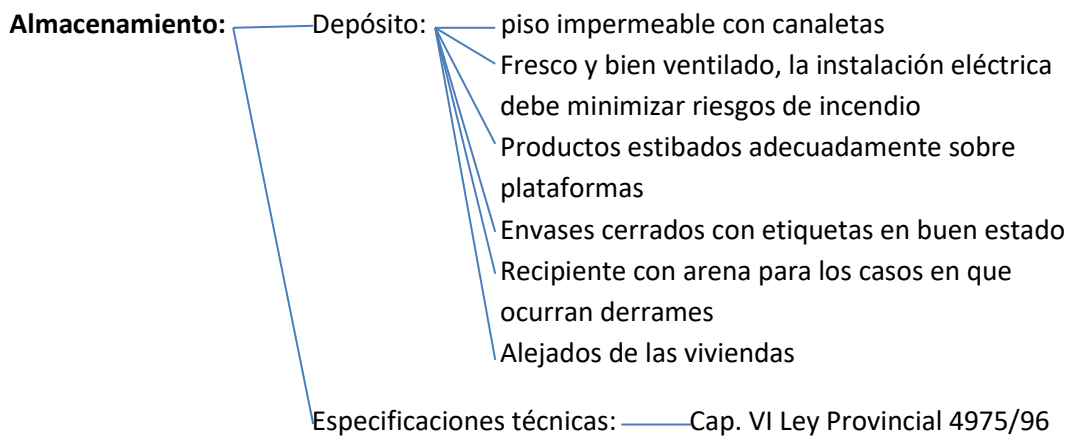 Almacenamiento: Depósito: piso impermeable con canaletas
Fresco y bien ventilado, la instalación eléctrica
debe minimizar riesgos de incendio
Productos estibados adecuadamente sobre
plataformas
Envases cerrados con etiquetas en buen estado
Recipiente con arena para los casos en que
ocurran derrames
Alejados de las viviendas
Especificaciones técnicas: Cap. VI Ley Provincial 4975/96